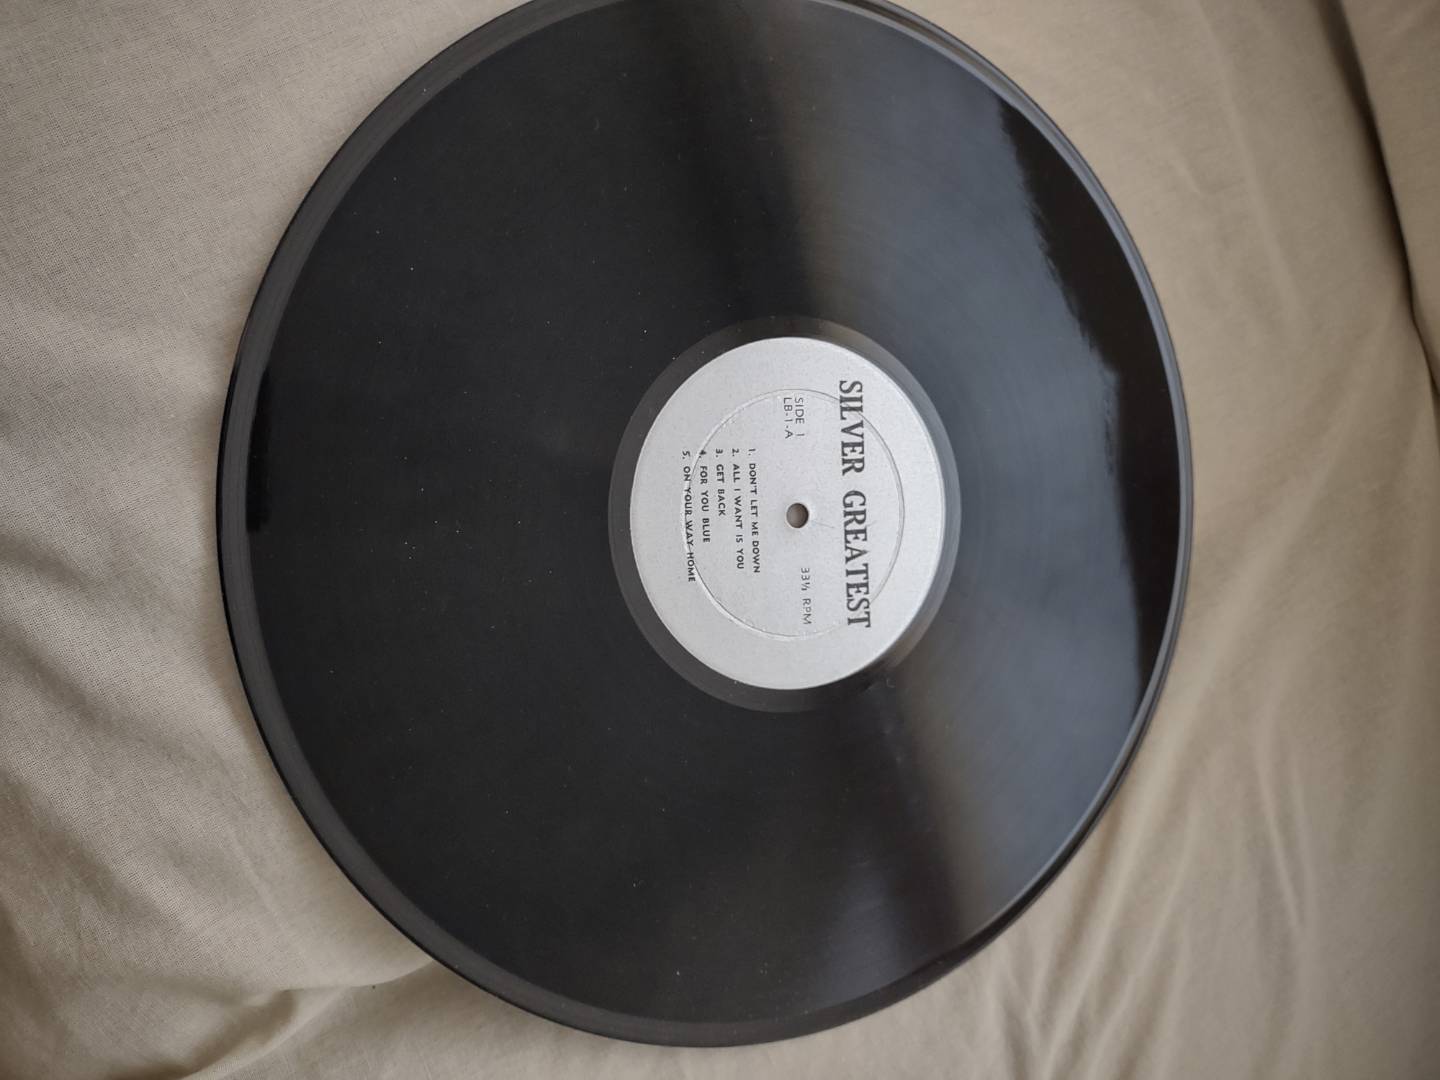 SILVER GREATEST
SIDE 1
LB-1-A
33⅓ RPM
1. DON'T LET ME DOWN
2. ALL I WANT IS YOU
3. GET BACK
4. FOR YOU BLUE
5. ON YOUR WAY HOME